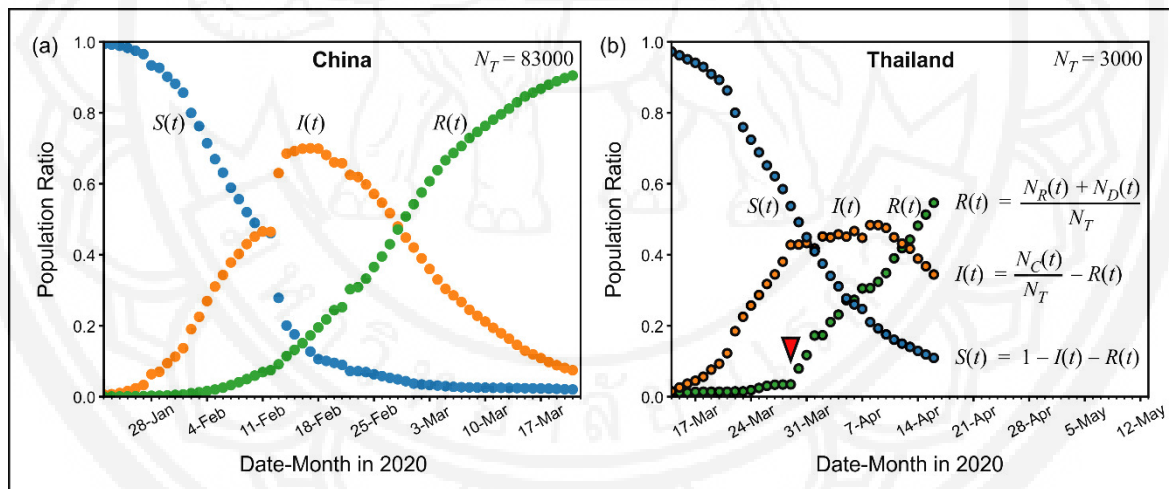 (a)
China
N_T = 83000
S(t)
I(t)
R(t)
Population Ratio
1.0
0.8
0.6
0.4
0.2
0.0
28-Jan
4-Feb
11-Feb
18-Feb
25-Feb
3-Mar
10-Mar
17-Mar
Date-Month in 2020
(b)
Thailand
N_T = 3000
S(t)
I(t)
R(t)
R(t) = (N_R(t) + N_D(t)) / N_T
I(t) = N_C(t) / N_T − R(t)
S(t) = 1 − I(t) − R(t)
Population Ratio
1.0
0.8
0.6
0.4
0.2
0.0
17-Mar
24-Mar
31-Mar
7-Apr
14-Apr
21-Apr
28-Apr
5-May
12-May
Date-Month in 2020